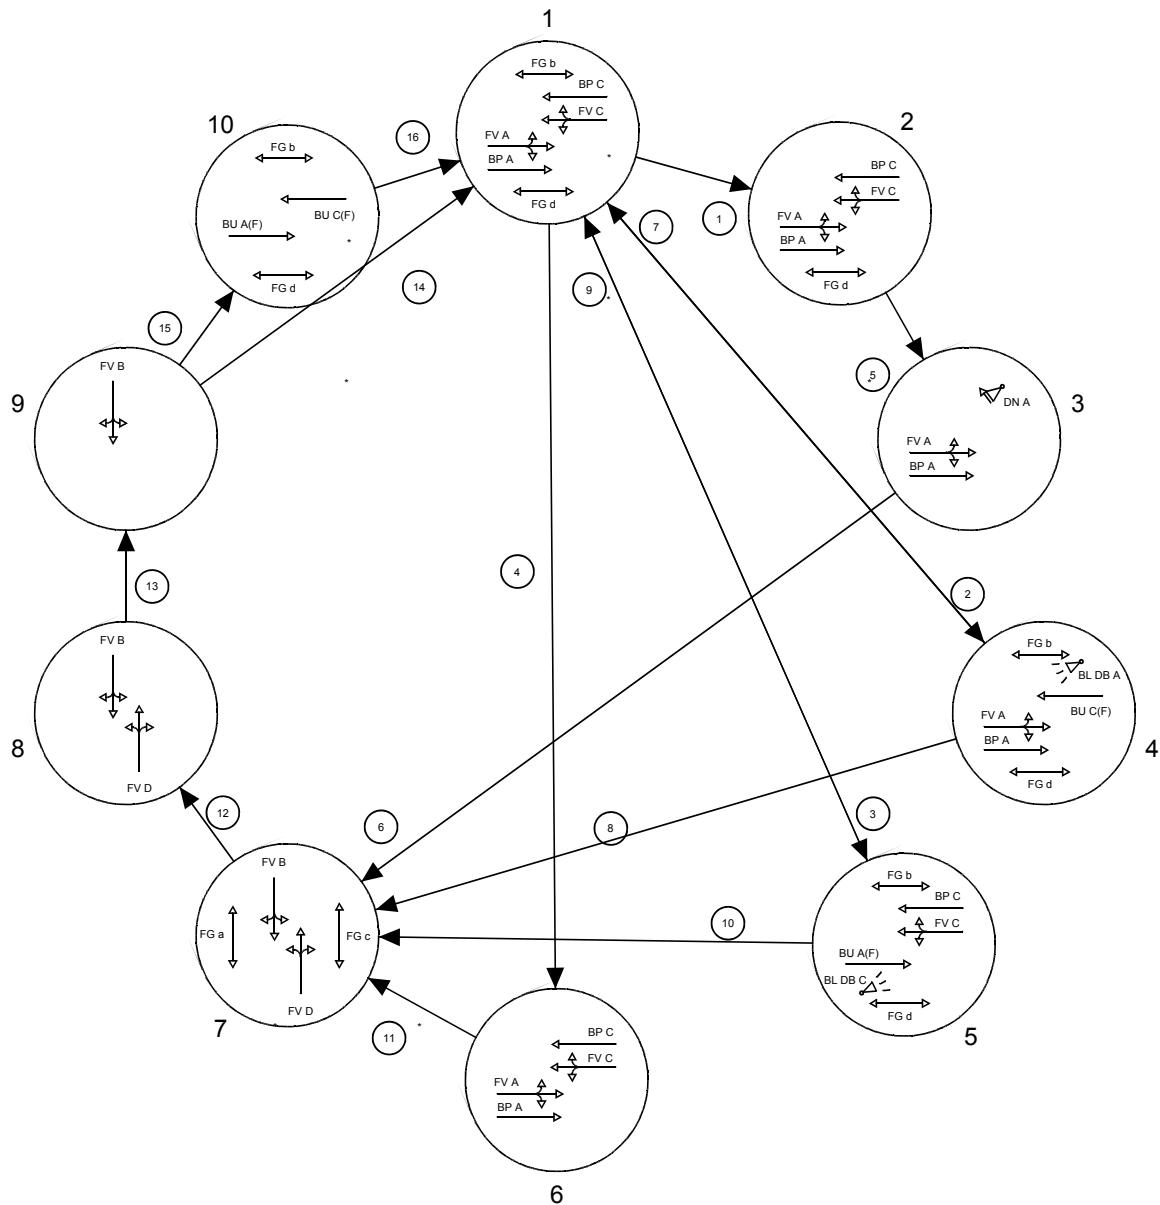 1
FG b
BP C
FV C
FV A
BP A
*
FG d
10
FG b
BU C(F)
BU A(F)
*
FG d
16
2
BP C
FV C
FV A
BP A
FG d
1
7
9
*
14
15
*
5
*
3
DN A
FV A
BP A
9
FV B
4
13
2
FG b
BL DB A
BU C(F)
FV A
BP A
FG d
4
8
FV B
FV D
12
6
8
3
7
FV B
FG a
FG c
FV D
*
10
FG b
BP C
FV C
BU A(F)
BL DB C
FG d
5
11
*
BP C
FV C
FV A
BP A
6